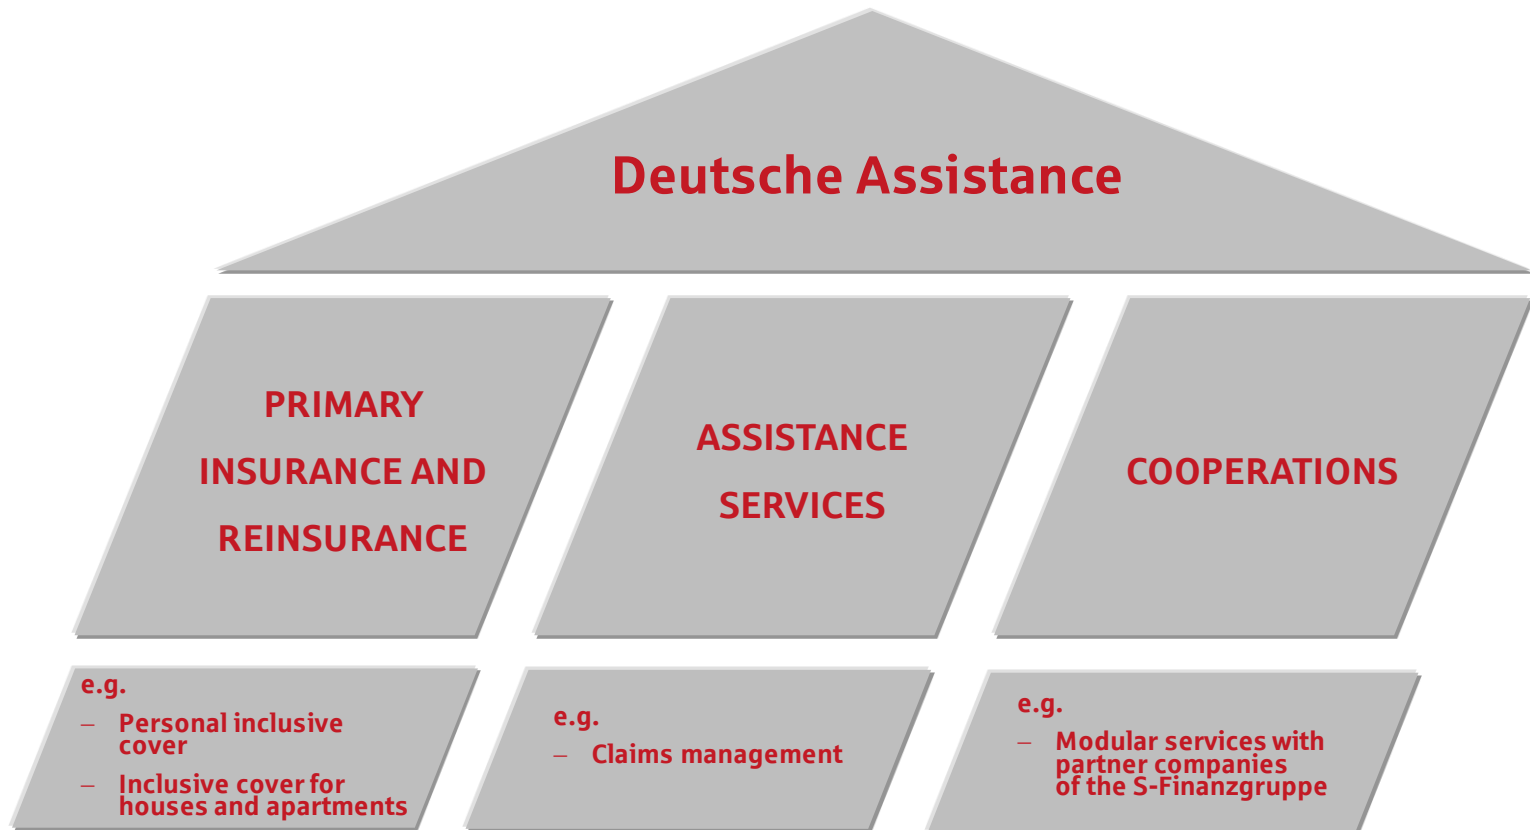 Deutsche Assistance
PRIMARY
INSURANCE AND
REINSURANCE
ASSISTANCE
SERVICES
COOPERATIONS
e.g.
– Personal inclusive
cover
– Inclusive cover for
houses and apartments
e.g.
– Claims management
e.g.
– Modular services with
partner companies
of the S-Finanzgruppe